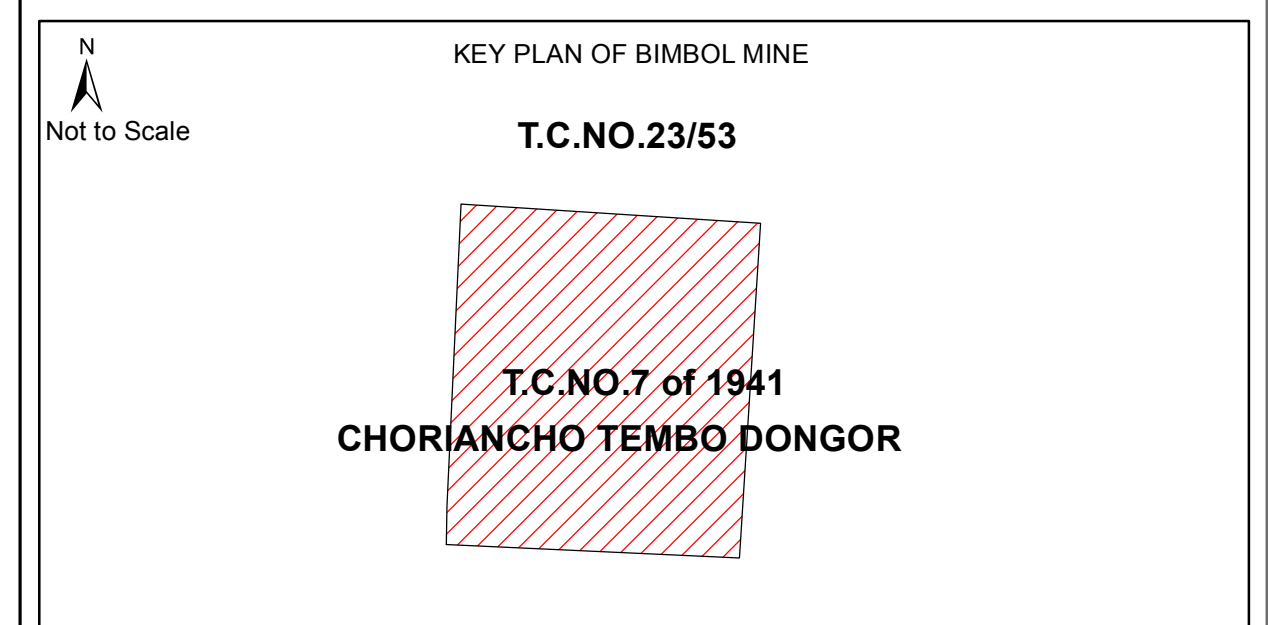 N
KEY PLAN OF BIMBOL MINE
Not to Scale
T.C.NO.23/53
T.C.NO.7 of 1941
CHORIANCHO TEMBO DONGOR